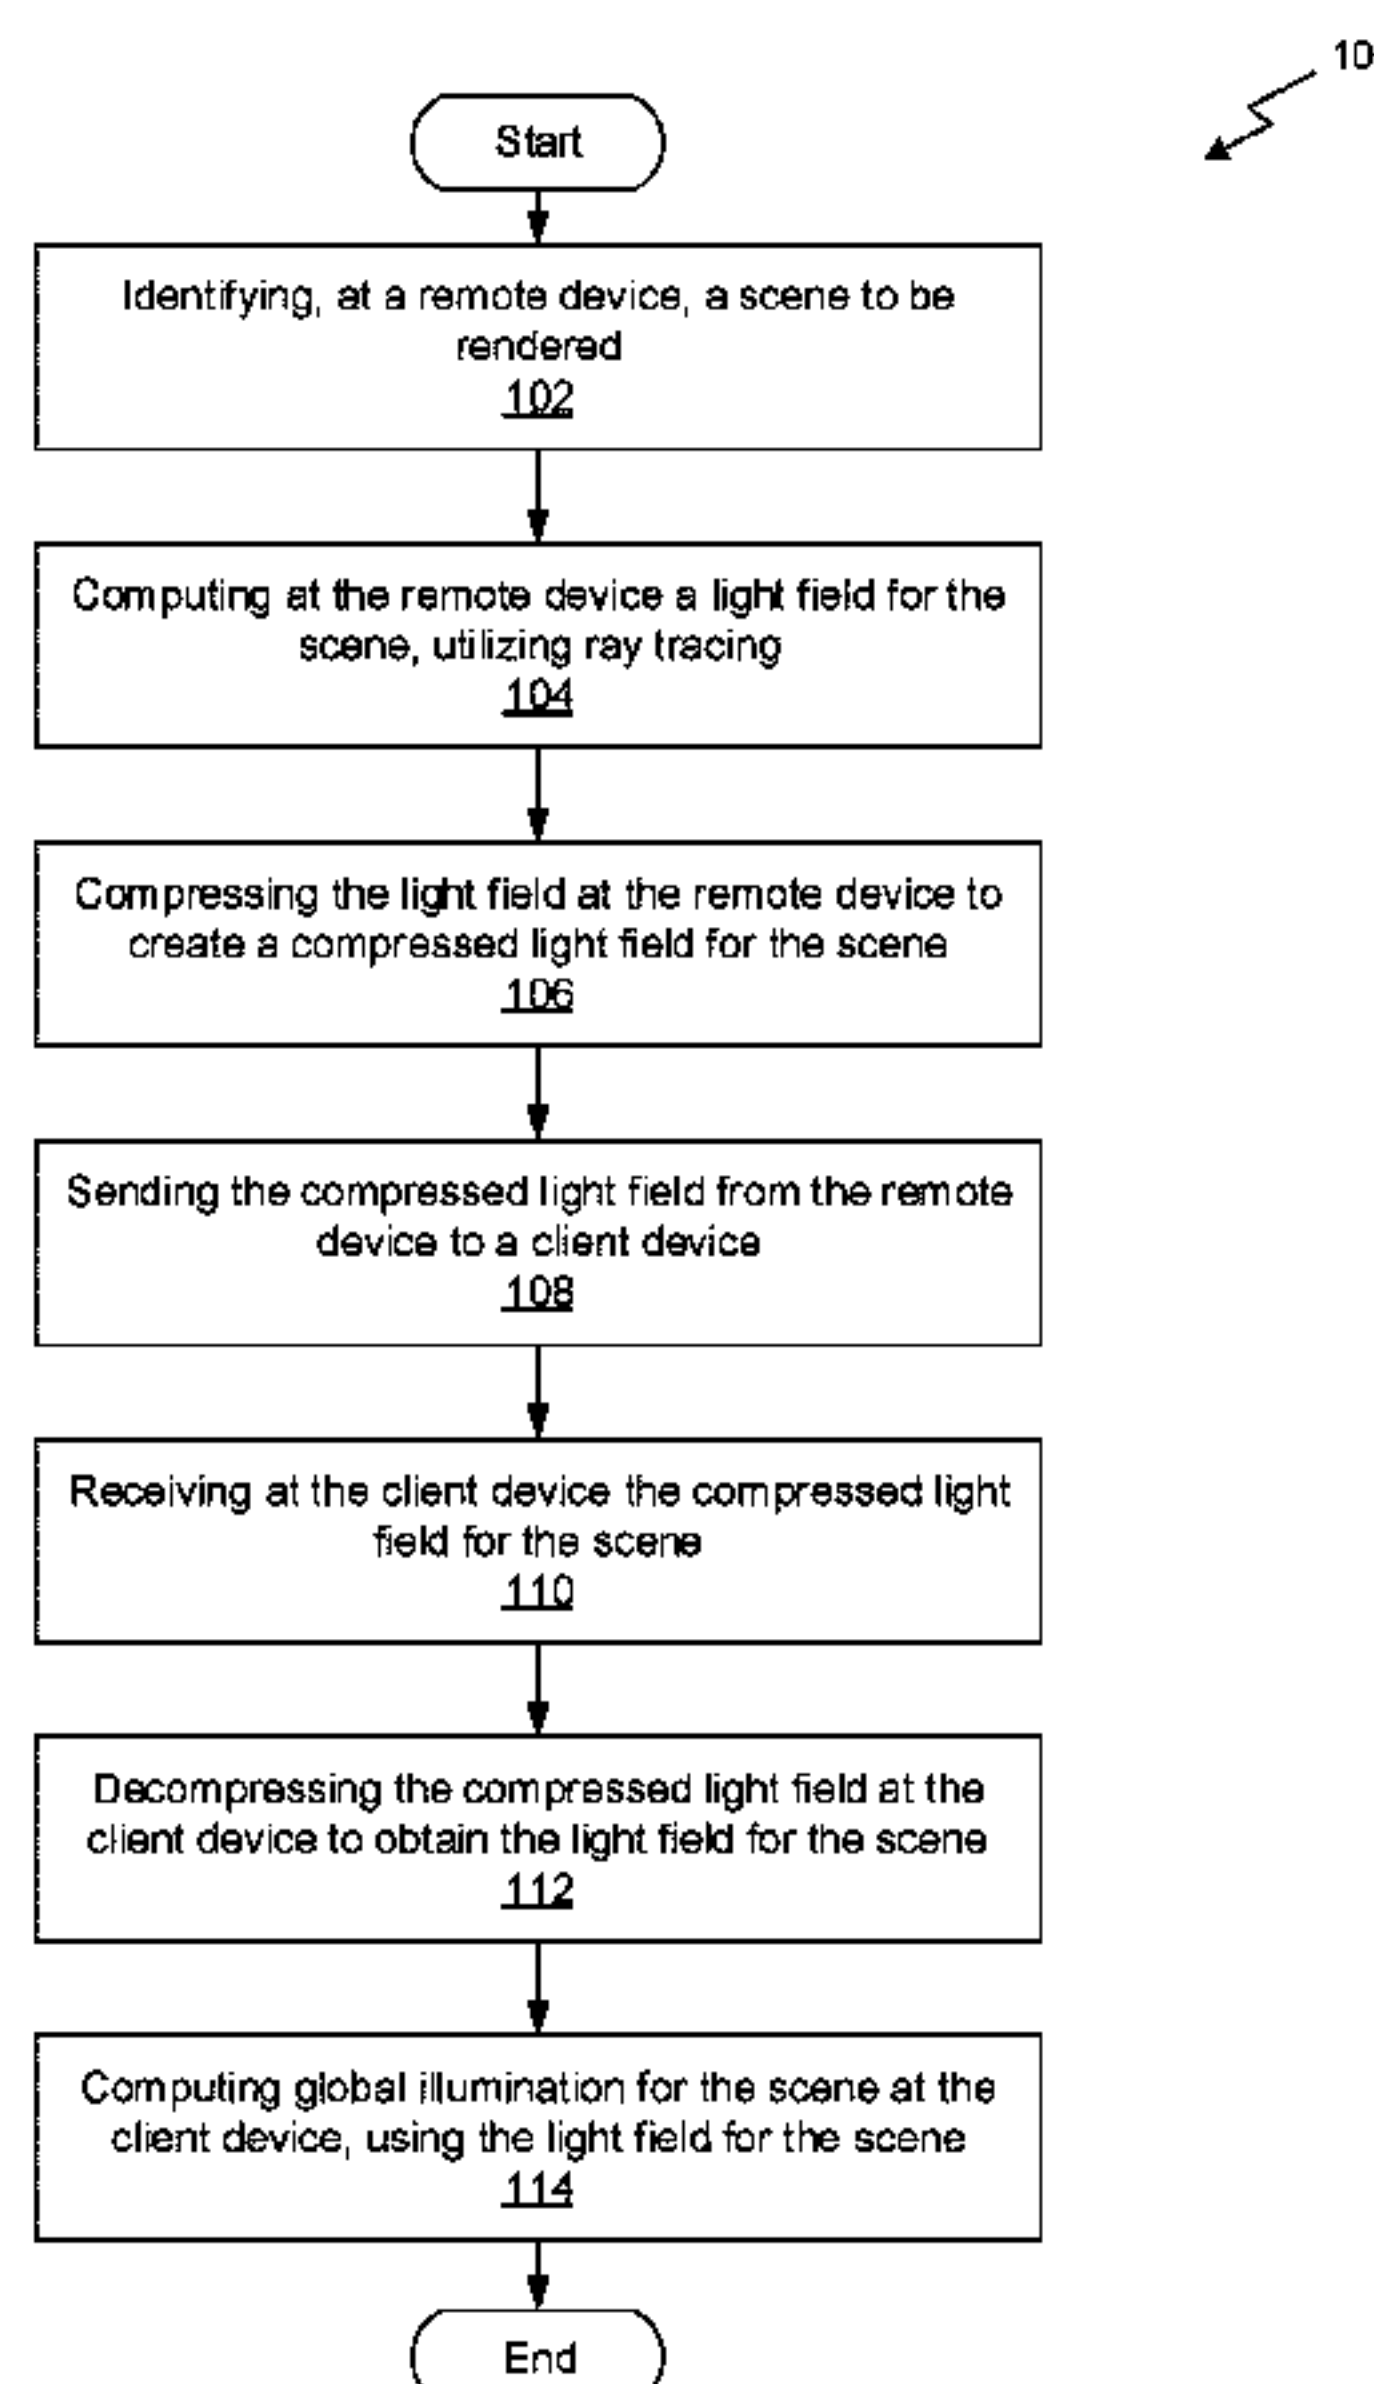 10
Start
Identifying, at a remote device, a scene to be
rendered
102
Computing at the remote device a light field for the
scene, utilizing ray tracing
104
Compressing the light field at the remote device to
create a compressed light field for the scene
106
Sending the compressed light field from the remote
device to a client device
108
Receiving at the client device the compressed light
field for the scene
110
Decompressing the compressed light field at the
client device to obtain the light field for the scene
112
Computing global illumination for the scene at the
client device, using the light field for the scene
114
End